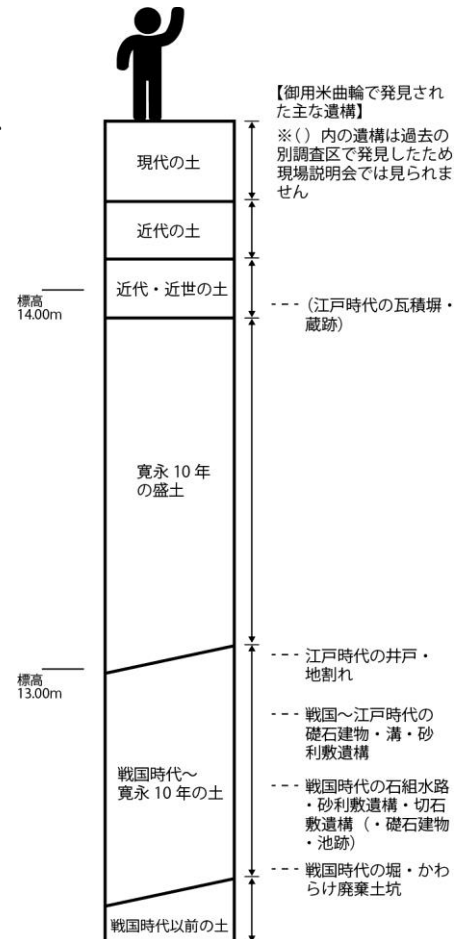 【御用米曲輪で発見され
た主な遺構】
※( ) 内の遺構は過去の
別調査区で発見したため
現場説明会では見られま
せん
現代の土
近代の土
近代・近世の土
標高
14.00m
--- (江戸時代の瓦積塀・
蔵跡)
寛永 10 年
の盛土
--- 江戸時代の井戸・
地割れ
標高
13.00m
--- 戦国～江戸時代の
礎石建物・溝・砂
利敷遺構
戦国時代～
寛永 10 年の土
--- 戦国時代の石組水路
・砂利敷遺構・切石
敷遺構（・礎石建物
・池跡）
--- 戦国時代の堀・かわ
らけ廃棄土坑
戦国時代以前の土